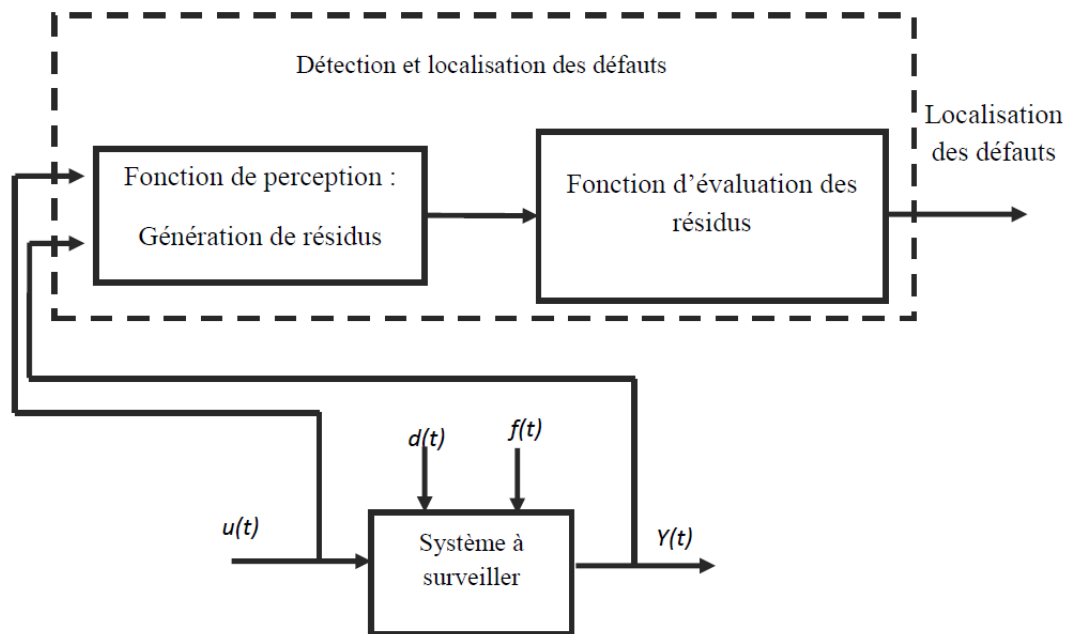 Détection et localisation des défauts
Localisation
des défauts
Fonction de perception :
Génération de résidus
Fonction d'évaluation des
résidus
d(t)
f(t)
u(t)
Système à
surveiller
Y(t)